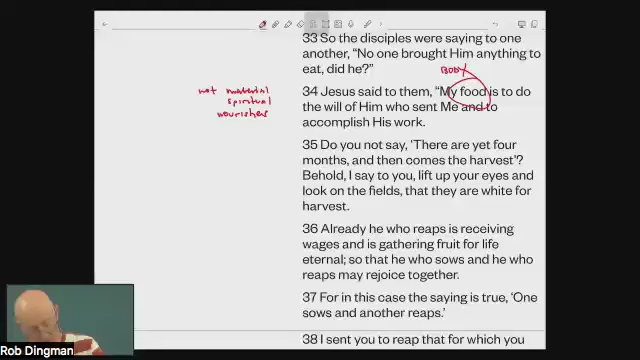 33 So the disciples were saying to one
another, “No one brought Him anything to
eat, did he?”
BODY
not material
spiritual
nourishes
34 Jesus said to them, “My food is to do
the will of Him who sent Me and to
accomplish His work.
35 Do you not say, ‘There are yet four
months, and then comes the harvest’?
Behold, I say to you, lift up your eyes and
look on the fields, that they are white for
harvest.
36 Already he who reaps is receiving
wages and is gathering fruit for life
eternal; so that he who sows and he who
reaps may rejoice together.
37 For in this case the saying is true, ‘One
sows and another reaps.’
38 I sent you to reap that for which you
Rob Dingman